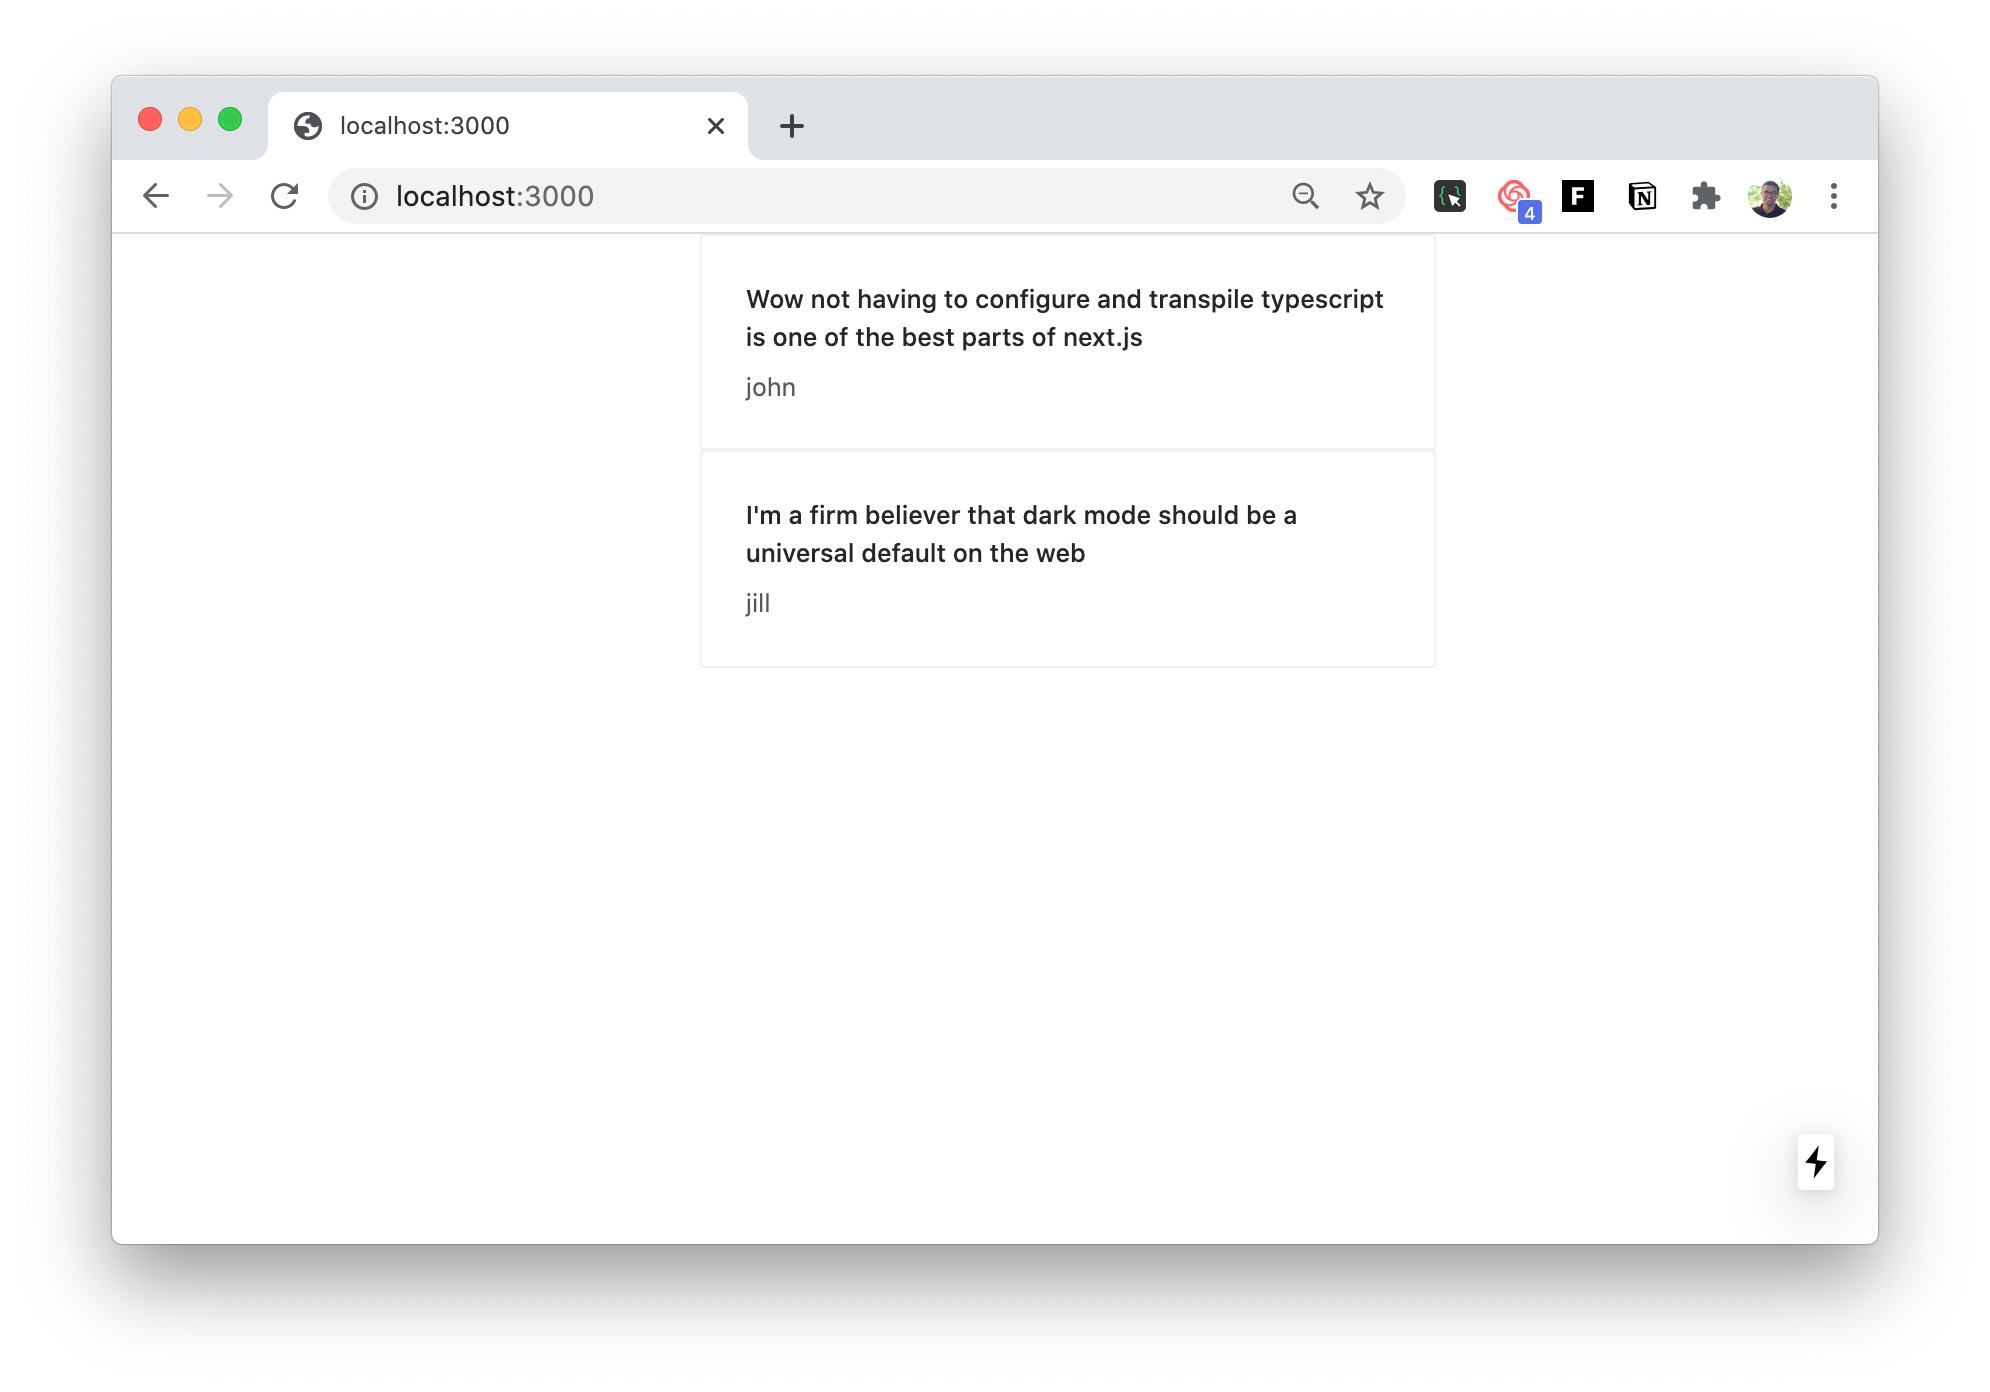 localhost:3000
localhost:3000
4
F
N
Wow not having to configure and transpile typescript
is one of the best parts of next.js
john
I'm a firm believer that dark mode should be a
universal default on the web
jill